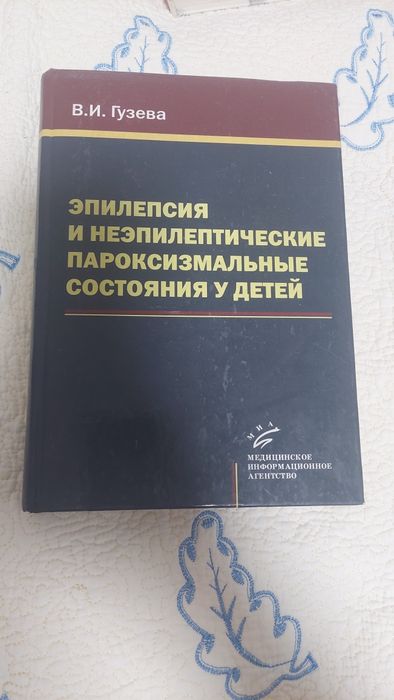 В.И. Гузева
ЭПИЛЕПСИЯ
И НЕЭПИЛЕПТИЧЕСКИЕ
ПАРОКСИЗМАЛЬНЫЕ
СОСТОЯНИЯ У ДЕТЕЙ
МИА
МЕДИЦИНСКОЕ
ИНФОРМАЦИОННОЕ
АГЕНТСТВО